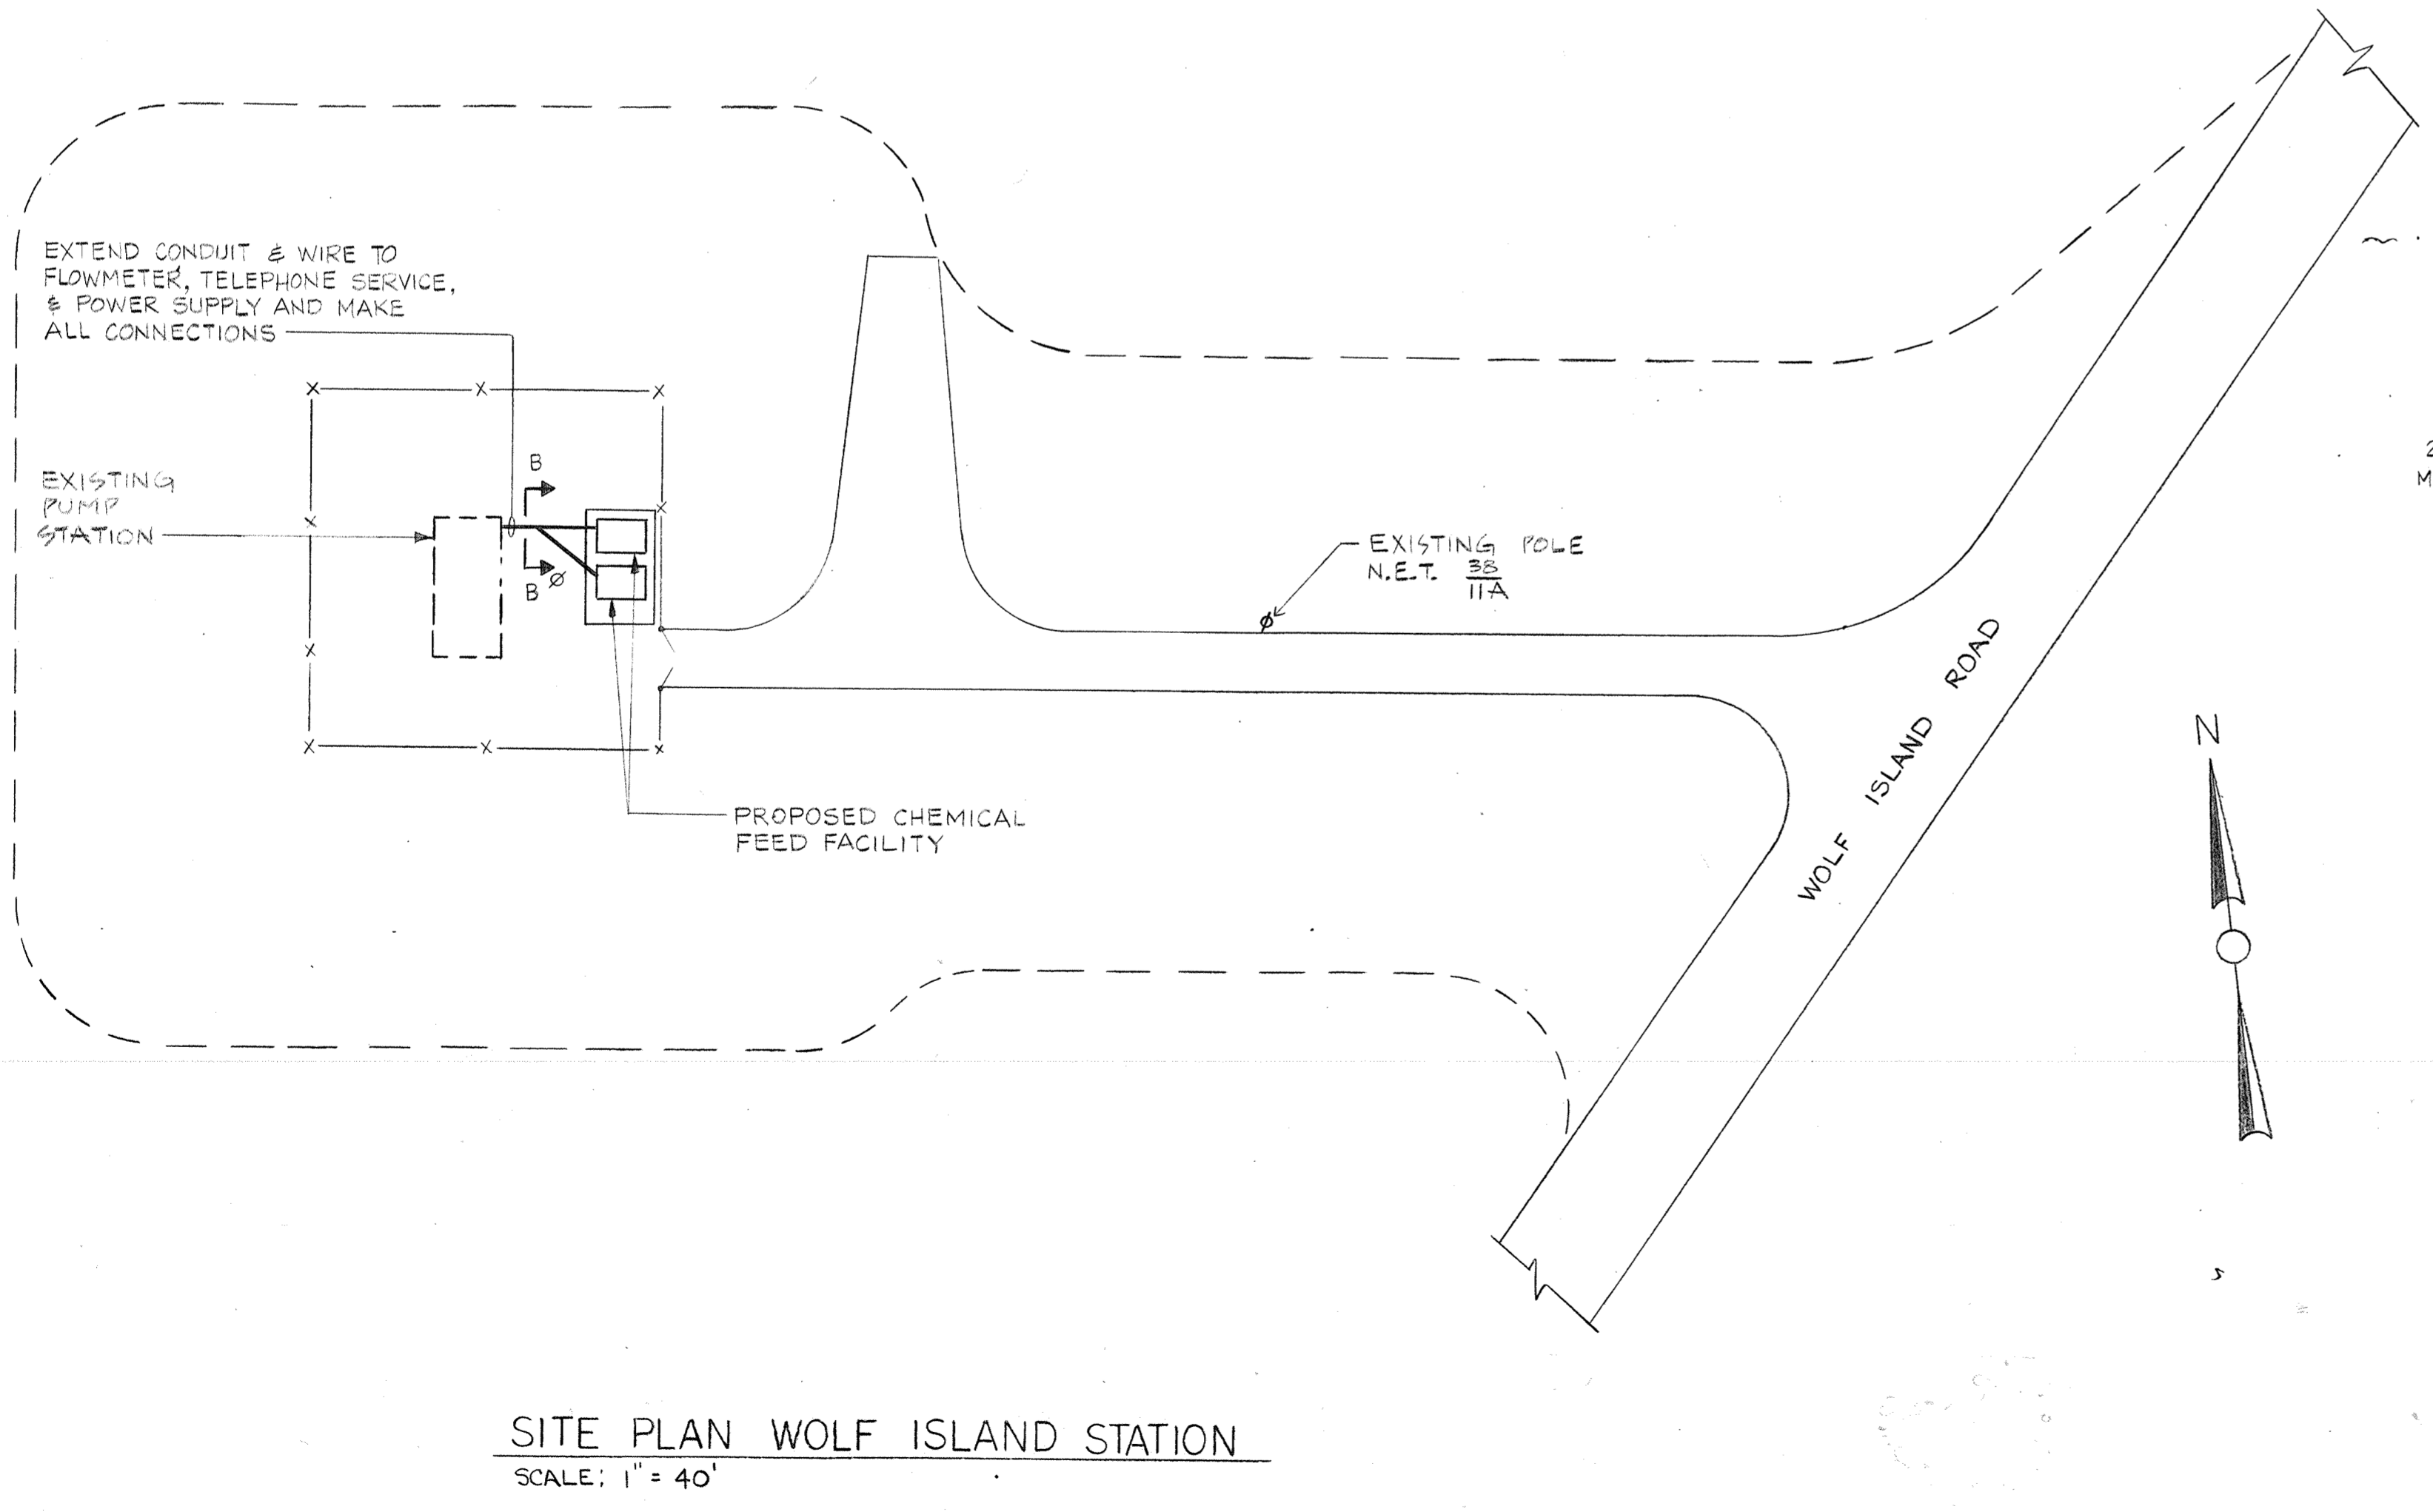 EXTEND CONDUIT & WIRE TO
FLOWMETER, TELEPHONE SERVICE,
& POWER SUPPLY AND MAKE
ALL CONNECTIONS
EXISTING
PUMP
STATION
B
B
EXISTING POLE
N.E.T. 38
11A
PROPOSED CHEMICAL
FEED FACILITY
WOLF ISLAND ROAD
N
2
M
SITE PLAN WOLF ISLAND STATION
SCALE: 1" = 40'